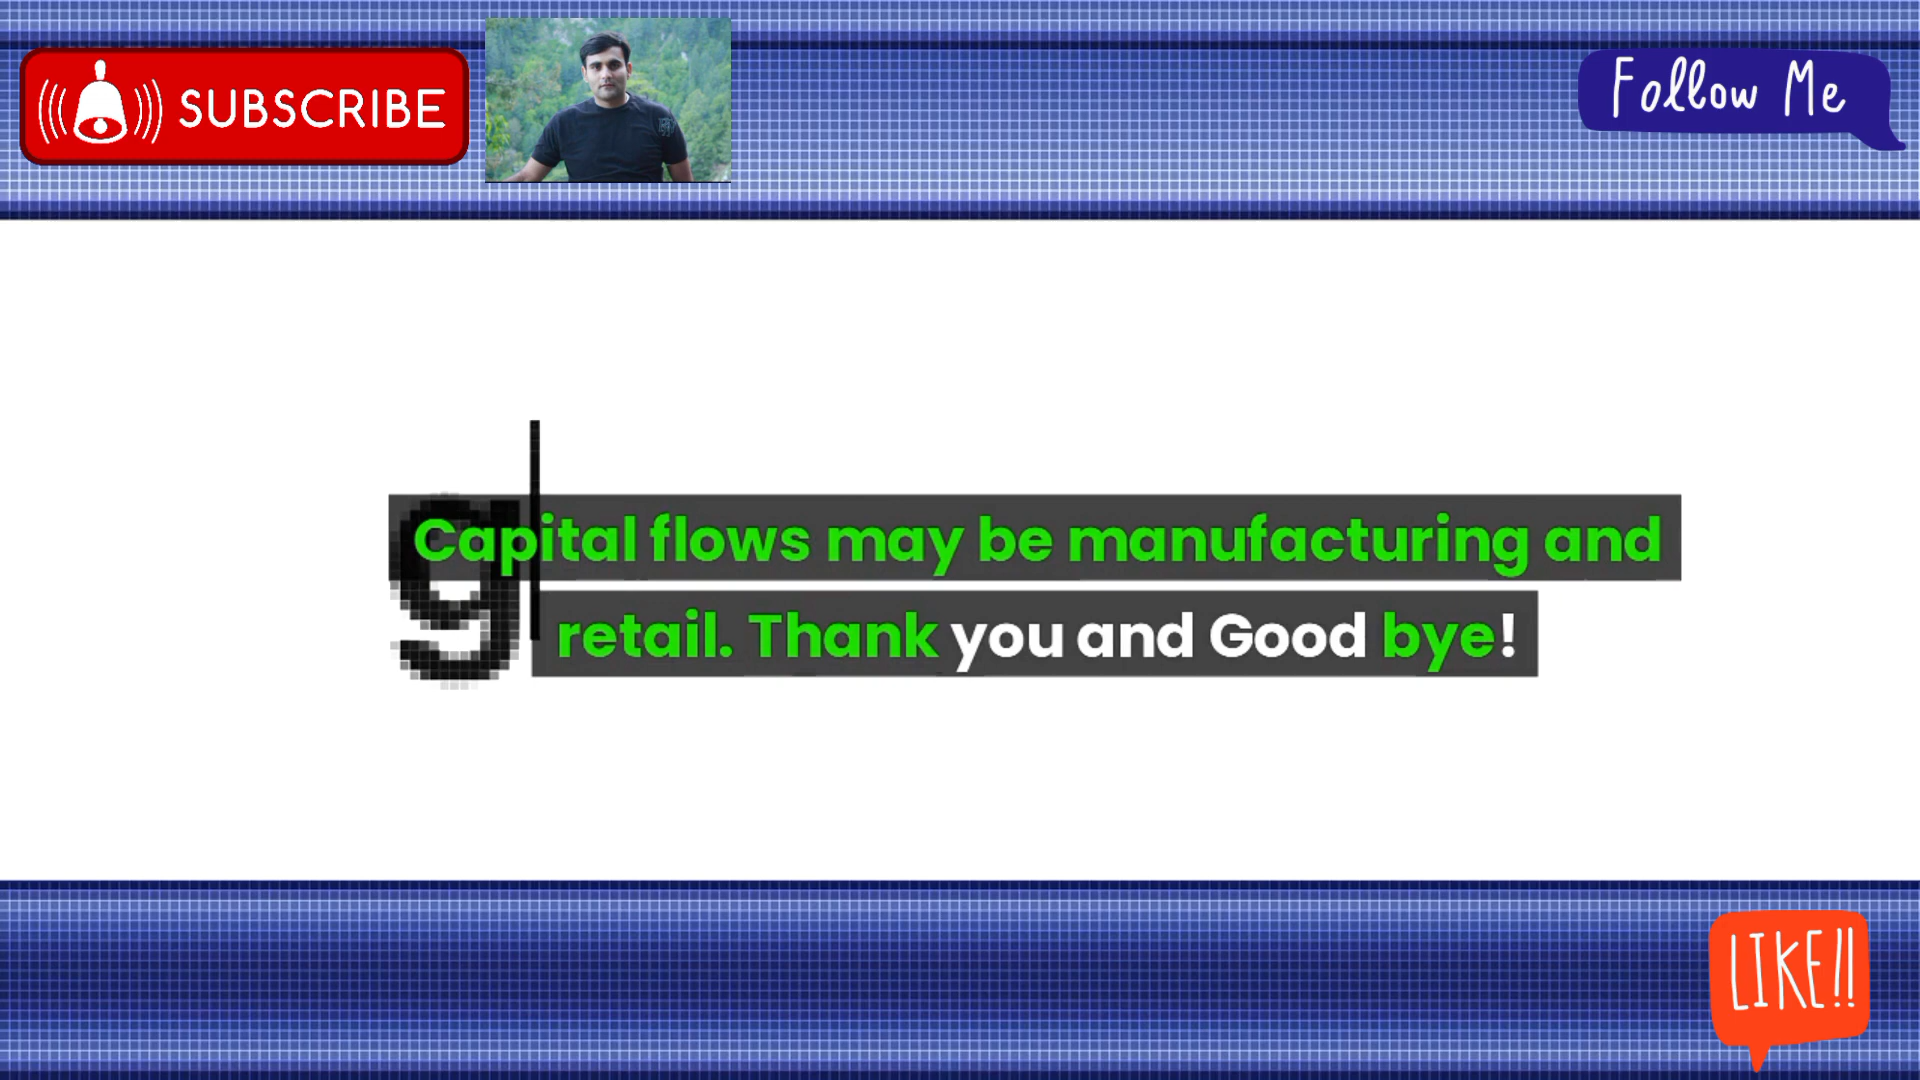 SUBSCRIBE
Follow Me
g
Capital flows may be manufacturing and
retail. Thank you and Good bye!
LIKE!!